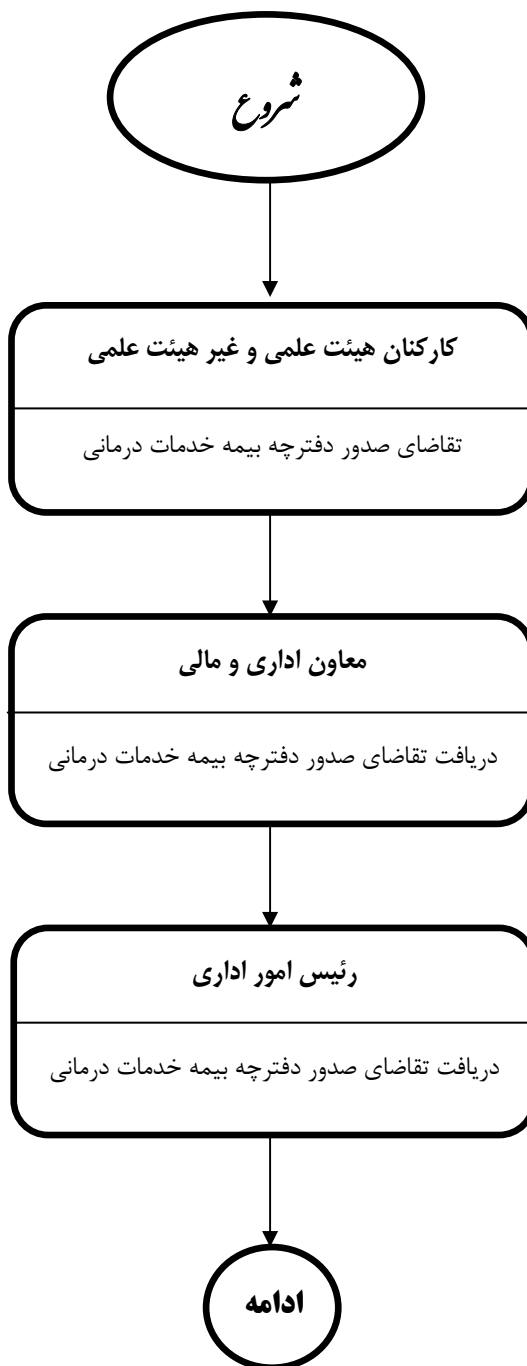 شروع
کارکنان هیئت علمی و غیر هیئت علمی
تقاضای صدور دفترچه بیمه خدمات درمانی
معاون اداری و مالی
دریافت تقاضای صدور دفترچه بیمه خدمات درمانی
رئیس امور اداری
دریافت تقاضای صدور دفترچه بیمه خدمات درمانی
ادامه